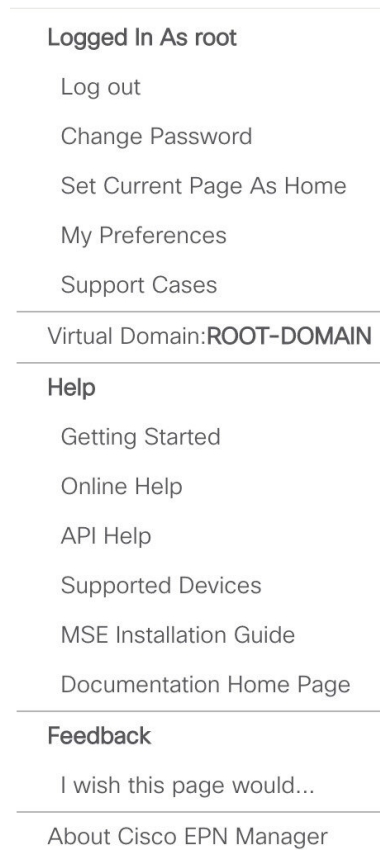 Logged In As root
Log out
Change Password
Set Current Page As Home
My Preferences
Support Cases
Virtual Domain:ROOT-DOMAIN
Help
Getting Started
Online Help
API Help
Supported Devices
MSE Installation Guide
Documentation Home Page
Feedback
I wish this page would...
About Cisco EPN Manager